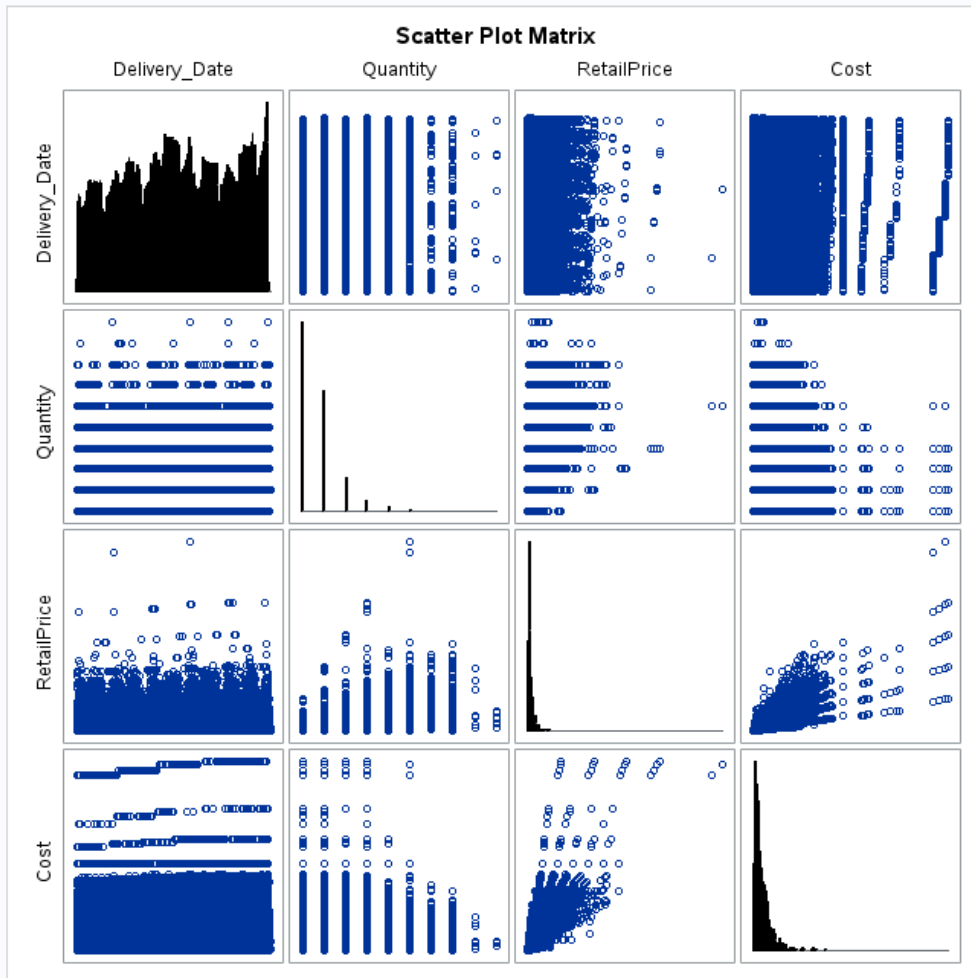 Scatter Plot Matrix
Delivery_Date Quantity RetailPrice Cost
Delivery_Date
Quantity
RetailPrice
Cost